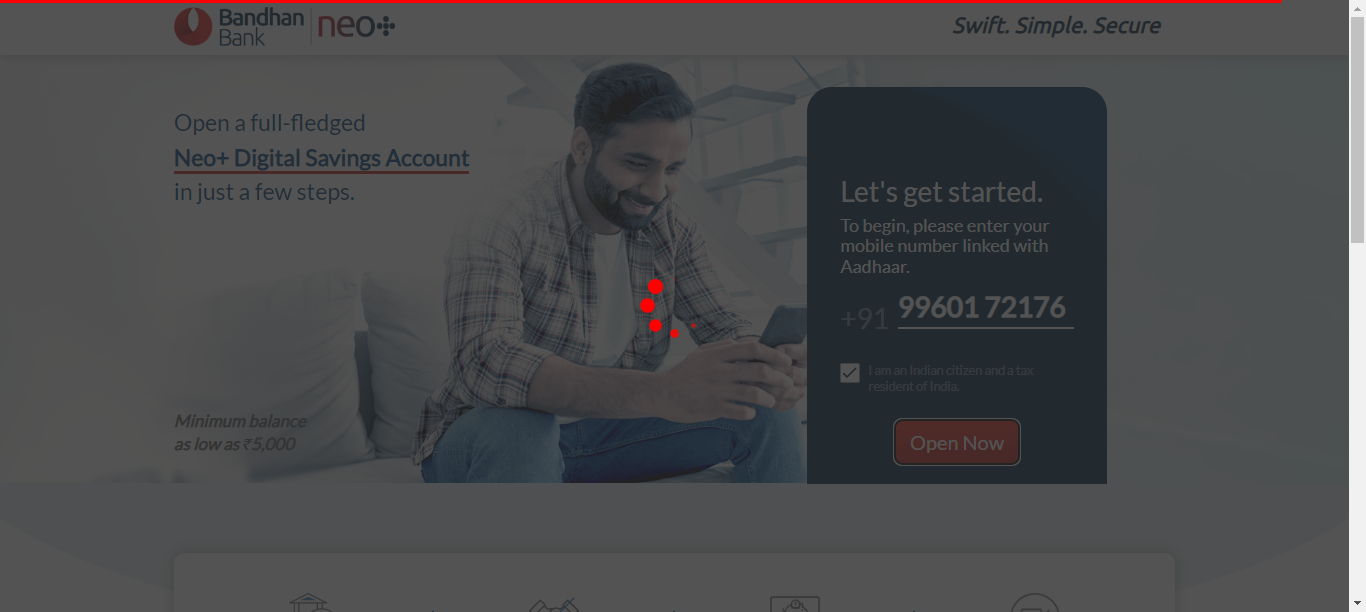 Bandhan
Bank
neo+
Swift. Simple. Secure
Open a full-fledged
Neo+ Digital Savings Account
in just a few steps.
Minimum balance
as low as ₹5,000
Let's get started.
To begin, please enter your
mobile number linked with
Aadhaar.
+91 99601 72176
I am an Indian citizen and a tax
resident of India.
Open Now